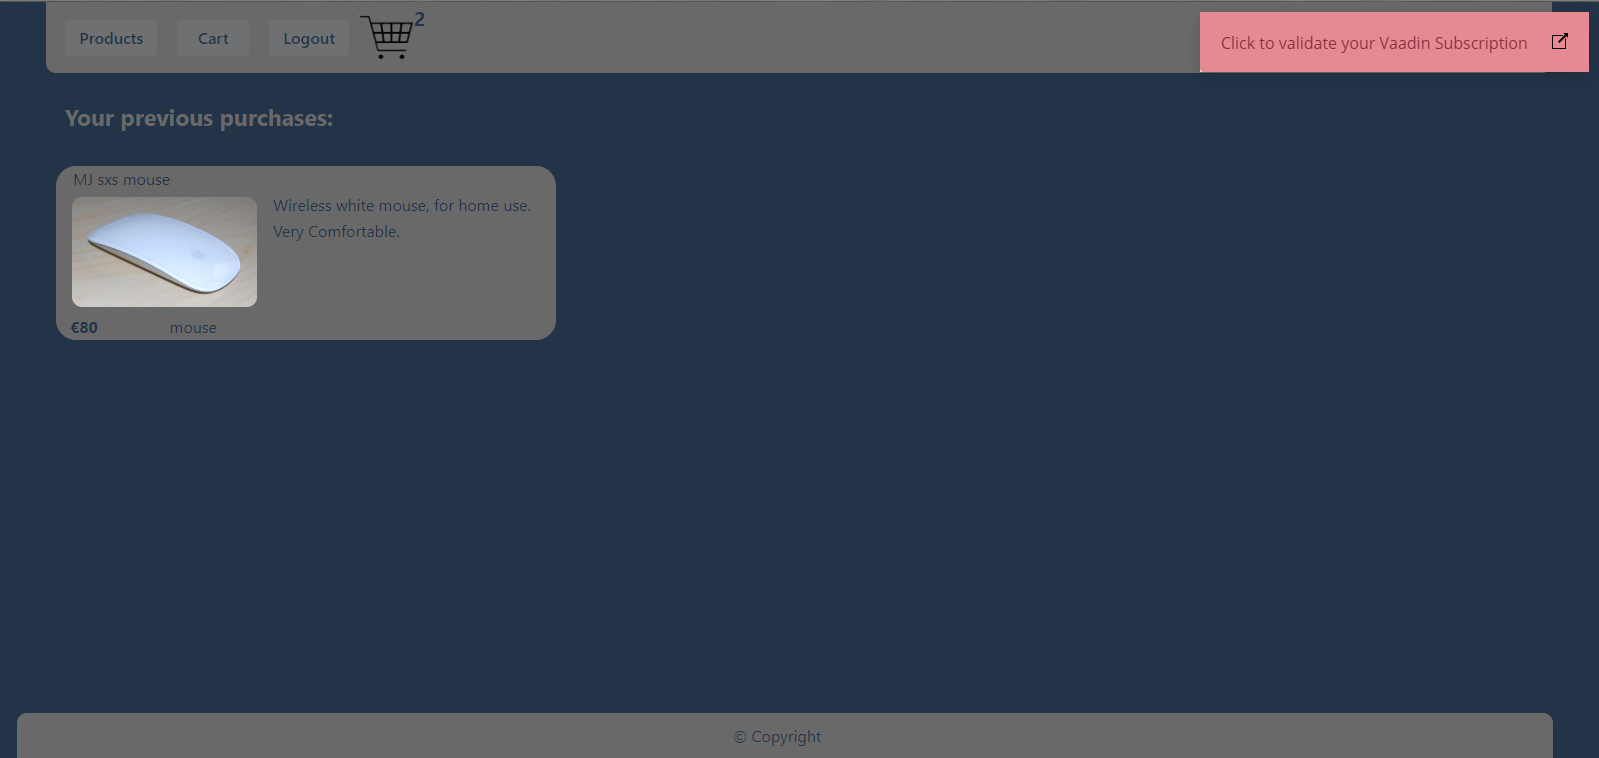 Products
Cart
Logout
2
Click to validate your Vaadin Subscription
Your previous purchases:
MJ sxs mouse
Wireless white mouse, for home use.
Very Comfortable.
€80
mouse
© Copyright